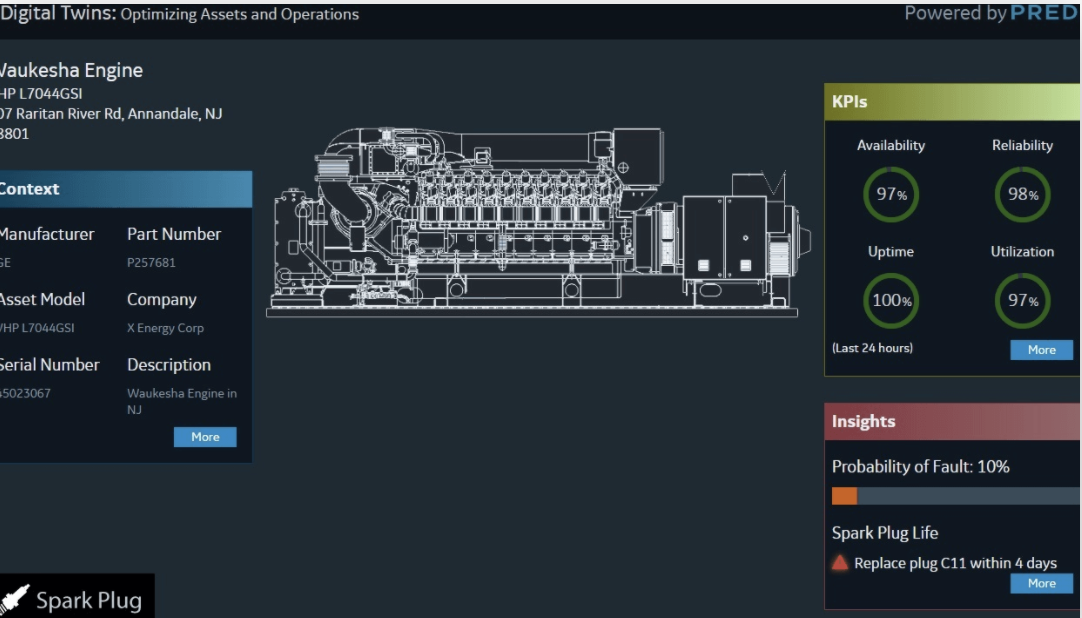 Digital Twins: Optimizing Assets and Operations
Powered by PRED
Waukesha Engine
HP L7044GSI
07 Raritan River Rd, Annandale, NJ
8801
Context
Manufacturer
Part Number
GE
P257681
Asset Model
Company
VHP L7044GSI
X Energy Corp
Serial Number
Description
45023067
Waukesha Engine in
NJ
More
Spark Plug
KPIs
Availability
Reliability
97%
98%
Uptime
Utilization
100%
97%
(Last 24 hours)
More
Insights
Probability of Fault: 10%
Spark Plug Life
Replace plug C11 within 4 days
More